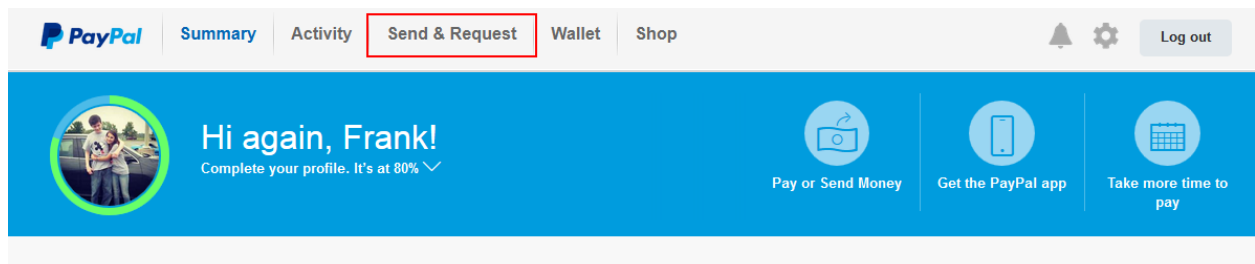 PayPal Summary Activity Send & Request Wallet Shop Log out
Hi again, Frank!
Complete your profile. It's at 80%
Pay or Send Money
Get the PayPal app
Take more time to
pay